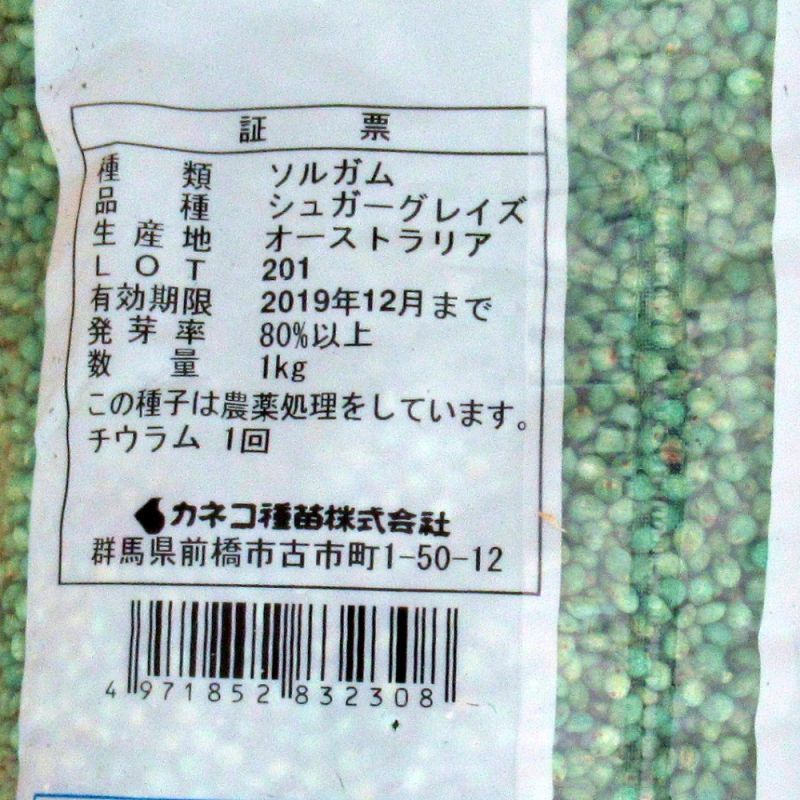 証票
種類 ソルガム
品種 シュガーグレイズ
生産地 オーストラリア
LOT 201
有効期限 2019年12月まで
発芽率 80%以上
数量 1kg
この種子は農薬処理をしています。
チウラム 1回
カネコ種苗株式会社
群馬県前橋市古市町1-50-12
4971852832308